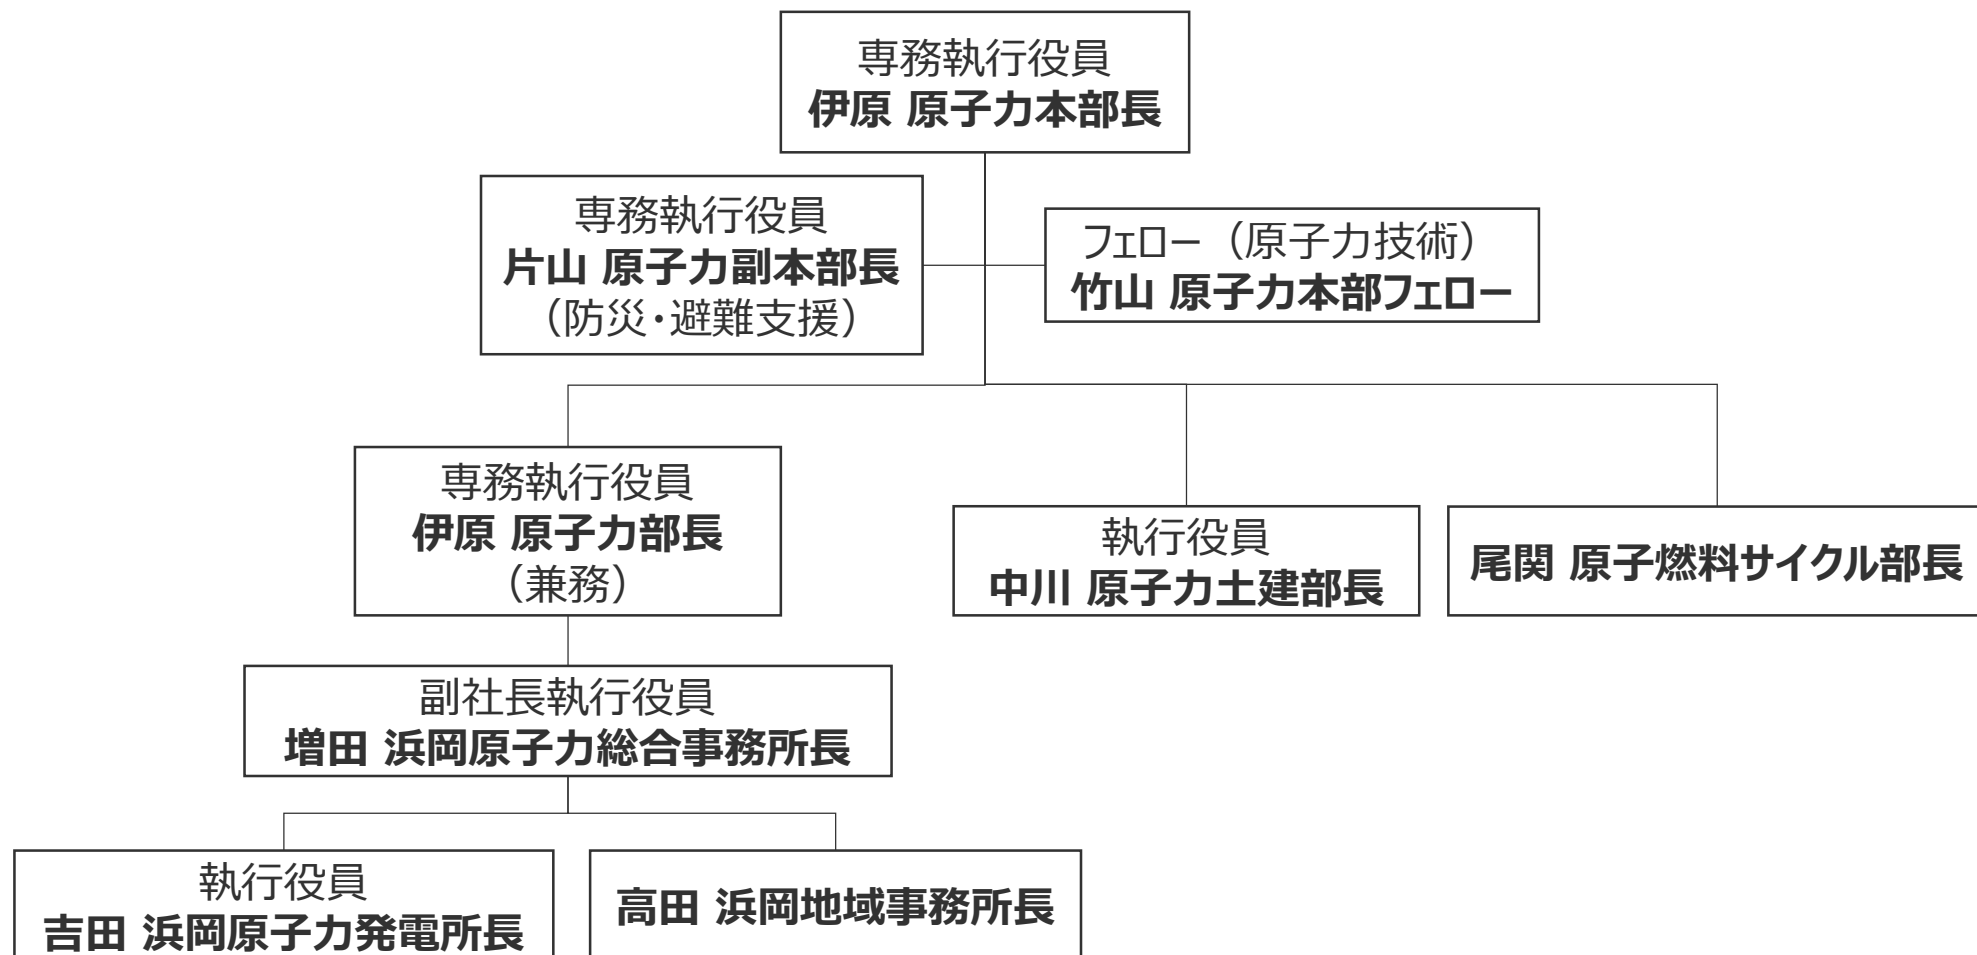 専務執行役員
伊原 原子力本部長
専務執行役員
片山 原子力副本部長
（防災・避難支援）
フェロー（原子力技術）
竹山 原子力本部フェロー
専務執行役員
伊原 原子力部長
（兼務）
執行役員
中川 原子力土建部長
尾関 原子燃料サイクル部長
副社長執行役員
増田 浜岡原子力総合事務所長
執行役員
吉田 浜岡原子力発電所長
高田 浜岡地域事務所長